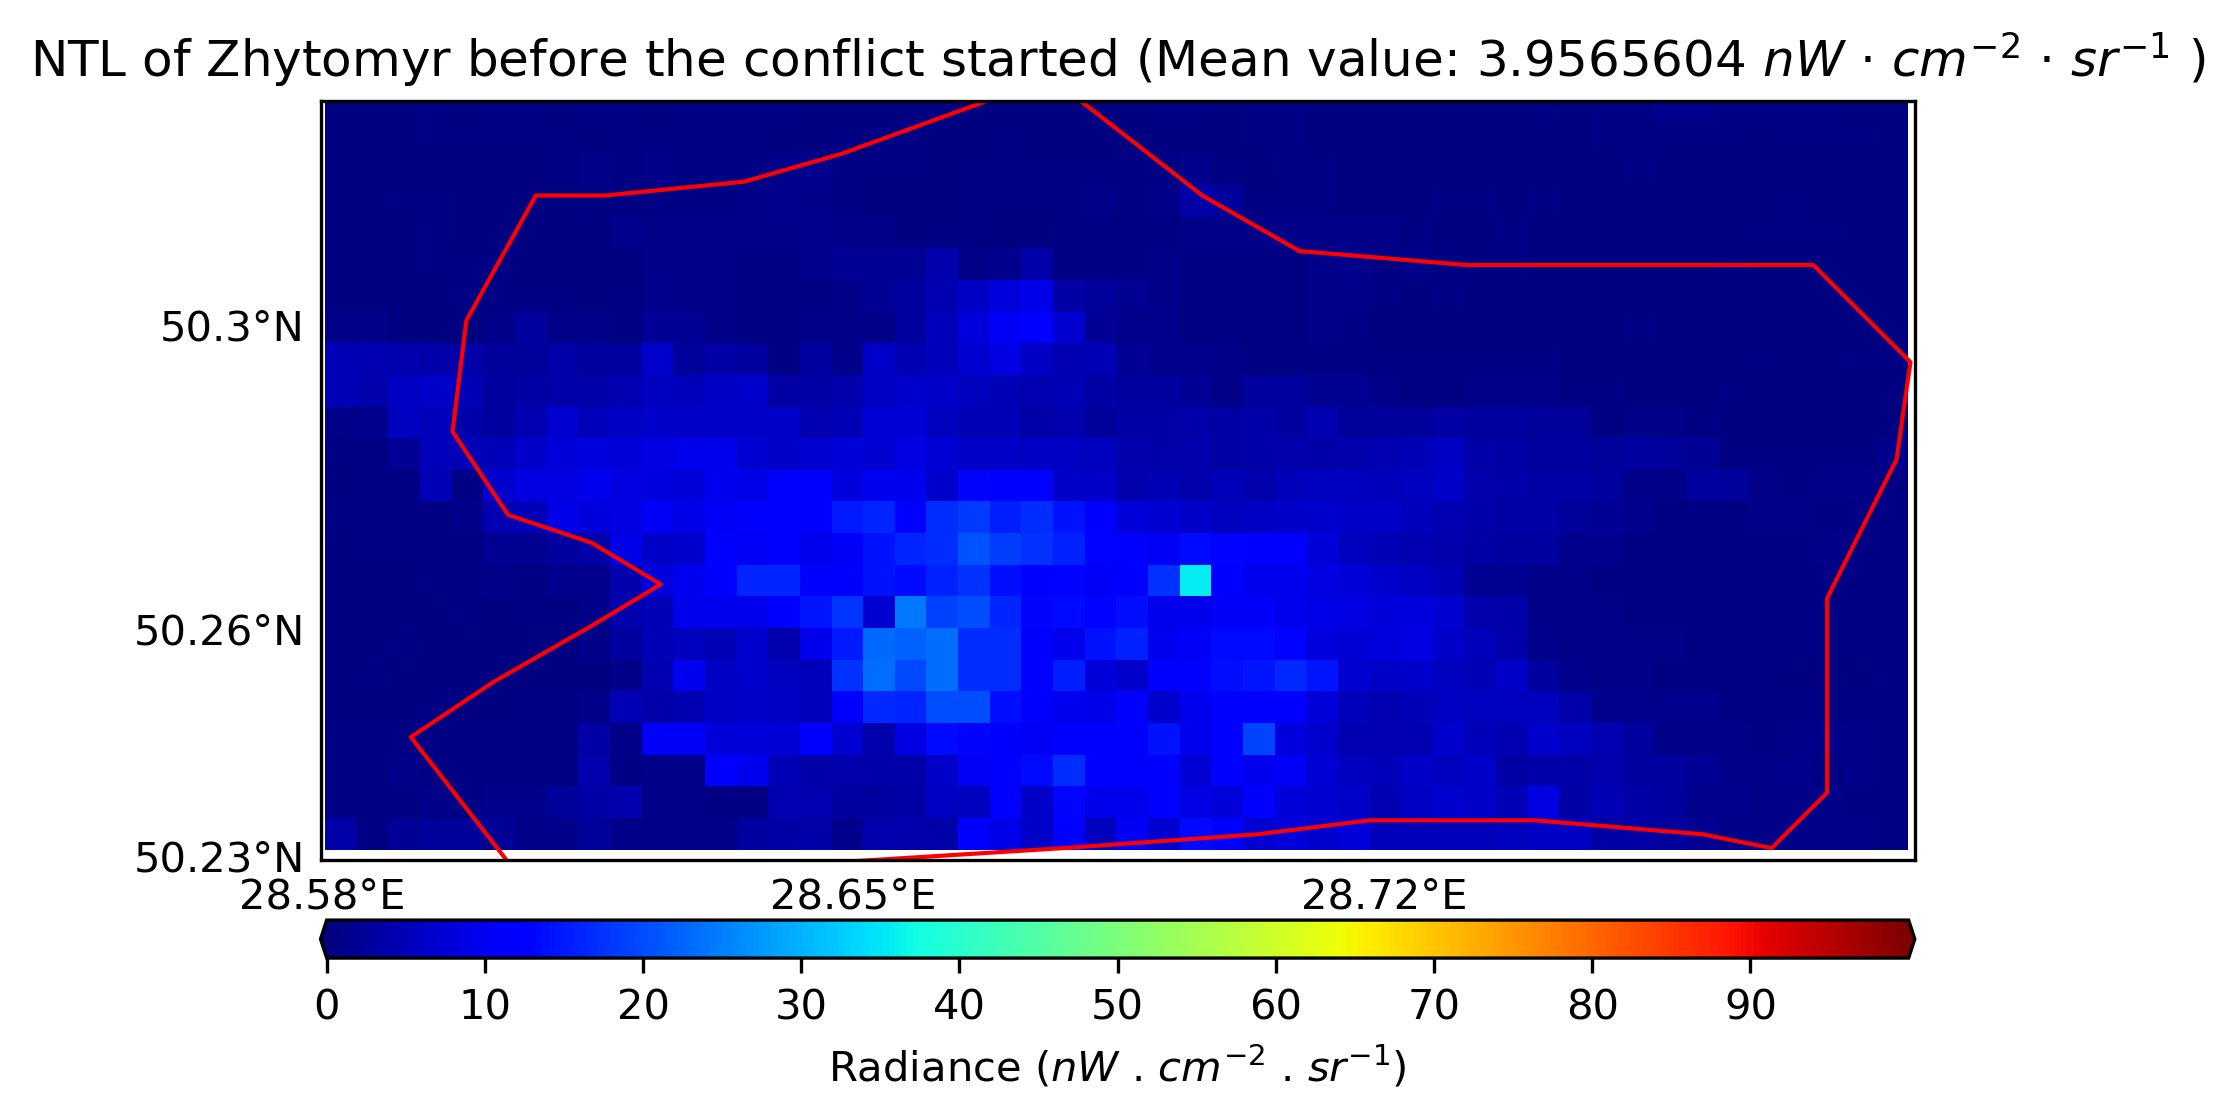 NTL of Zhytomyr before the conflict started (Mean value: 3.9565604 nW · cm⁻² · sr⁻¹ )
50.3°N
50.26°N
50.23°N
28.58°E 28.65°E 28.72°E
0 10 20 30 40 50 60 70 80 90
Radiance (nW . cm⁻² . sr⁻¹)